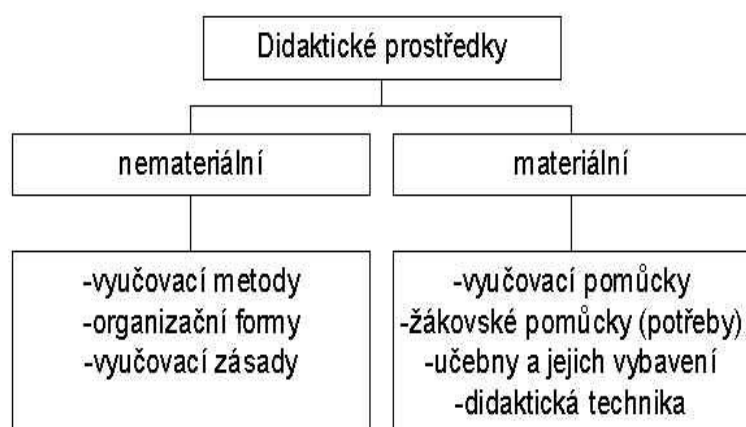 Didaktické prostředky
nemateriální
materiální
-vyučovací metody
-organizační formy
-vyučovací zásady
-vyučovací pomůcky
-žákovské pomůcky (potřeby)
-učebny a jejich vybavení
-didaktická technika